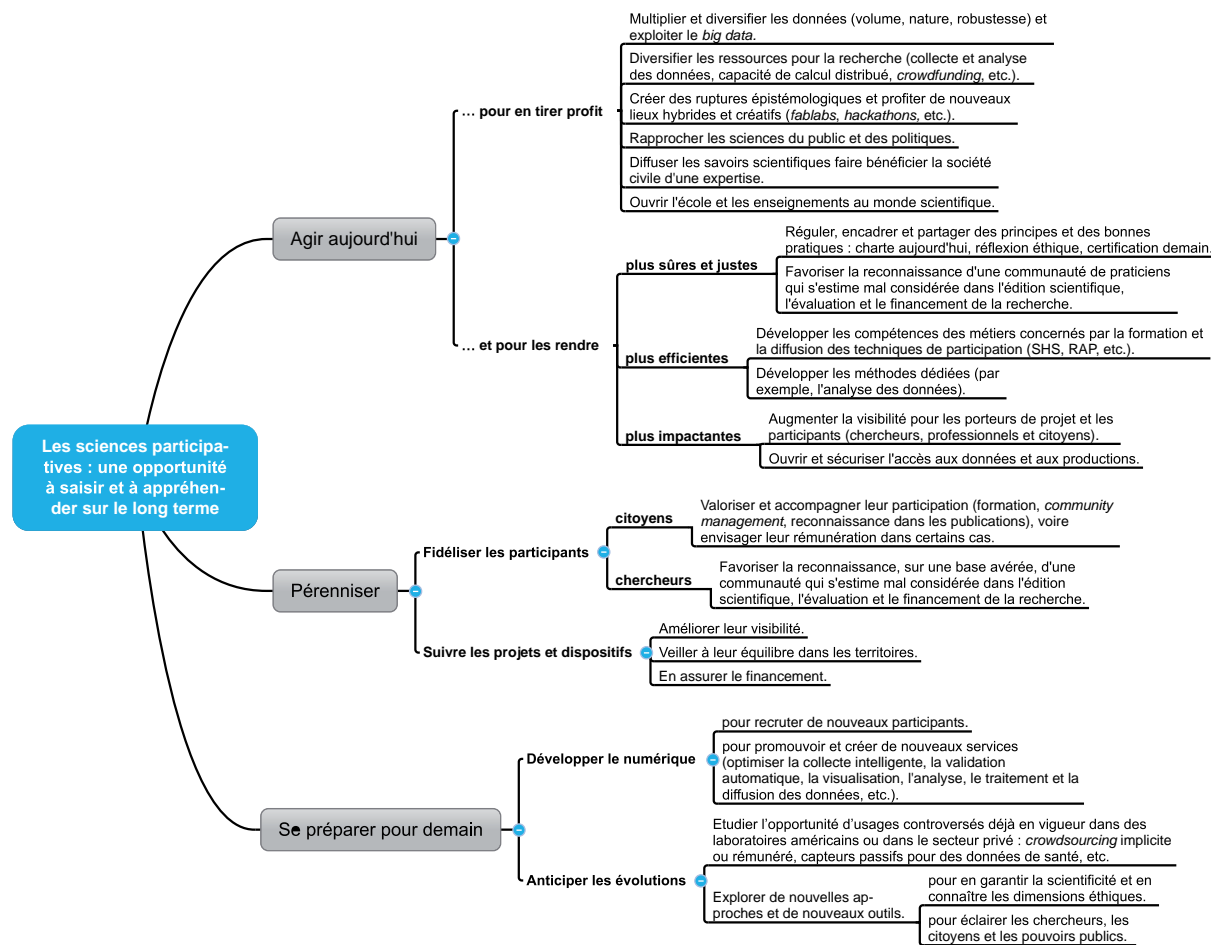 Les sciences participa-
tives : une opportunité
à saisir et à appréhen-
der sur le long terme
Agir aujourd'hui
... pour en tirer profit
Multiplier et diversifier les données (volume, nature, robustesse) et
exploiter le big data.
Diversifier les ressources pour la recherche (collecte et analyse
des données, capacité de calcul distribué, crowdfunding, etc.).
Créer des ruptures épistémologiques et profiter de nouveaux
lieux hybrides et créatifs (fablabs, hackathons, etc.).
Rapprocher les sciences du public et des politiques.
Diffuser les savoirs scientifiques faire bénéficier la société
civile d'une expertise.
Ouvrir l'école et les enseignements au monde scientifique.
... et pour les rendre
plus sûres et justes
Réguler, encadrer et partager des principes et des bonnes
pratiques : charte aujourd'hui, réflexion éthique, certification demain.
Favoriser la reconnaissance d'une communauté de praticiens
qui s'estime mal considérée dans l'édition scientifique,
l'évaluation et le financement de la recherche.
plus efficientes
Développer les compétences des métiers concernés par la formation et
la diffusion des techniques de participation (SHS, RAP, etc.).
Développer les méthodes dédiées (par
exemple, l'analyse des données).
plus impactantes
Augmenter la visibilité pour les porteurs de projet et les
participants (chercheurs, professionnels et citoyens).
Ouvrir et sécuriser l'accès aux données et aux productions.
Pérenniser
Fidéliser les participants
citoyens
Valoriser et accompagner leur participation (formation, community
management, reconnaissance dans les publications), voire
envisager leur rémunération dans certains cas.
chercheurs
Favoriser la reconnaissance, sur une base avérée, d'une
communauté qui s'estime mal considérée dans l'édition
scientifique, l'évaluation et le financement de la recherche.
Suivre les projets et dispositifs
Améliorer leur visibilité.
Veiller à leur équilibre dans les territoires.
En assurer le financement.
Se préparer pour demain
Développer le numérique
pour recruter de nouveaux participants.
pour promouvoir et créer de nouveaux services
(optimiser la collecte intelligente, la validation
automatique, la visualisation, l'analyse, le traitement et la
diffusion des données, etc.).
Anticiper les évolutions
Etudier l’opportunité d’usages controversés déjà en vigueur dans des
laboratoires américains ou dans le secteur privé : crowdsourcing implicite
ou rémunéré, capteurs passifs pour des données de santé, etc.
Explorer de nouvelles ap-
proches et de nouveaux outils.
pour en garantir la scientificité et en
connaître les dimensions éthiques.
pour éclairer les chercheurs, les
citoyens et les pouvoirs publics.